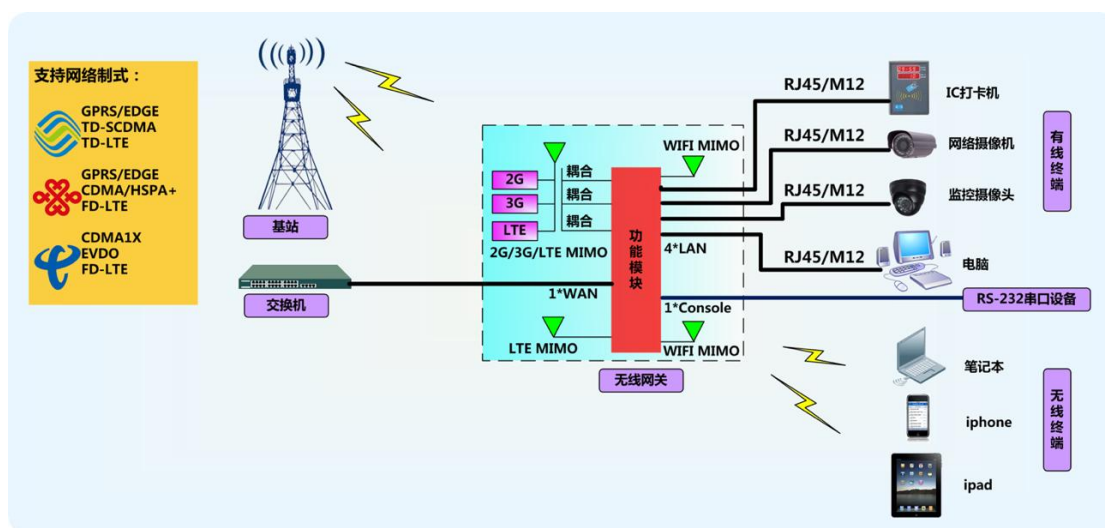 支持网络制式：
GPRS/EDGE
TD-SCDMA
TD-LTE
GPRS/EDGE
CDMA/HSPA+
FD-LTE
CDMA1X
EVDO
FD-LTE
基站
交换机
2G
3G
LTE
耦合
耦合
耦合
2G/3G/LTE MIMO
WIFI MIMO
功能模块
4*LAN
1*WAN
1*Console
LTE MIMO
WIFI MIMO
无线网关
RJ45/M12
IC打卡机
RJ45/M12
网络摄像机
RJ45/M12
监控摄像头
RJ45/M12
电脑
有线终端
RS-232串口设备
笔记本
iphone
ipad
无线终端